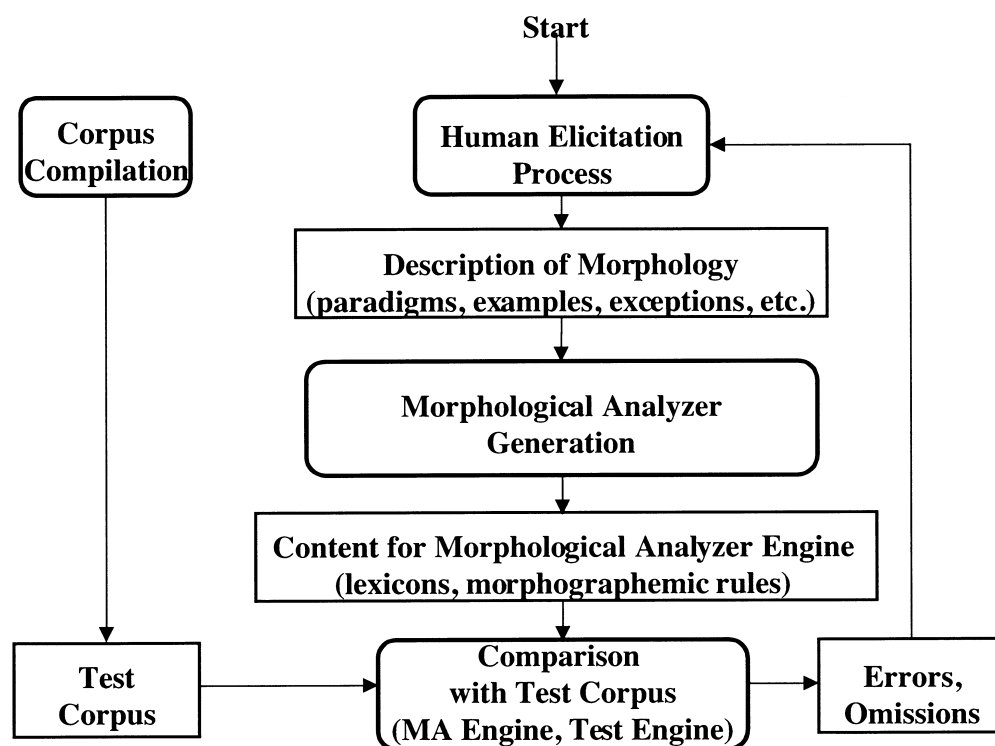 Start
Corpus
Compilation
Human Elicitation
Process
Description of Morphology
(paradigms, examples, exceptions, etc.)
Morphological Analyzer
Generation
Content for Morphological Analyzer Engine
(lexicons, morphographemic rules)
Test
Corpus
Comparison
with Test Corpus
(MA Engine, Test Engine)
Errors,
Omissions